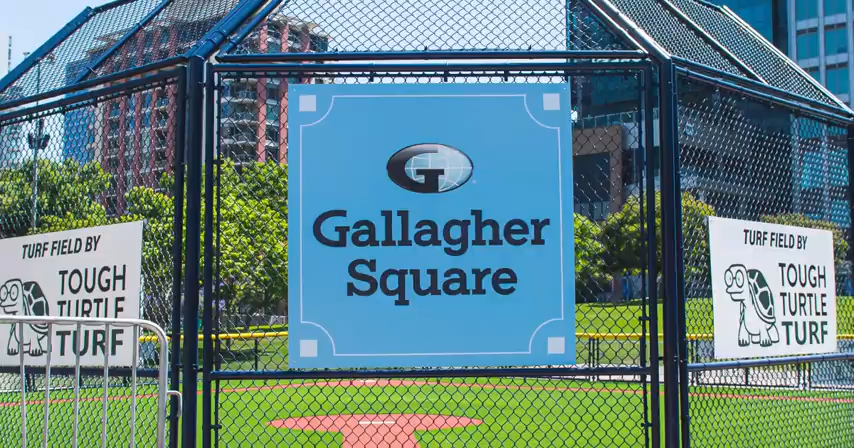 G
Gallagher
Square
TURF FIELD BY
TOUGH
TURTLE
TURF
TURF FIELD BY
TOUGH
TURTLE
TURF